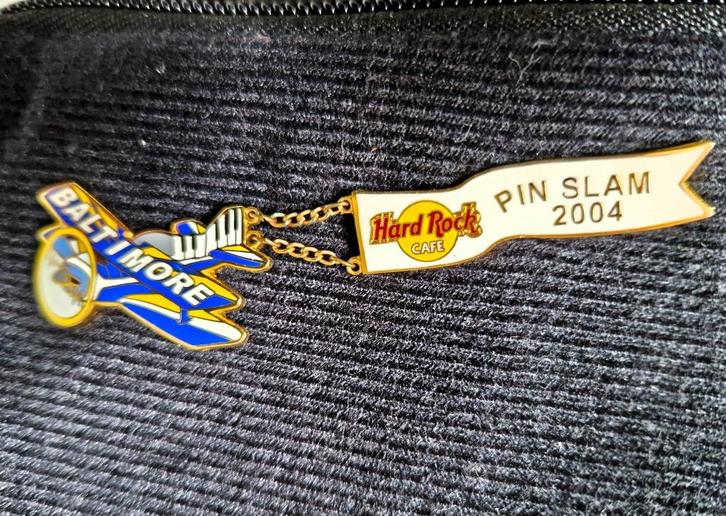 BALTIMORE
Hard Rock
CAFE
PIN SLAM
2004